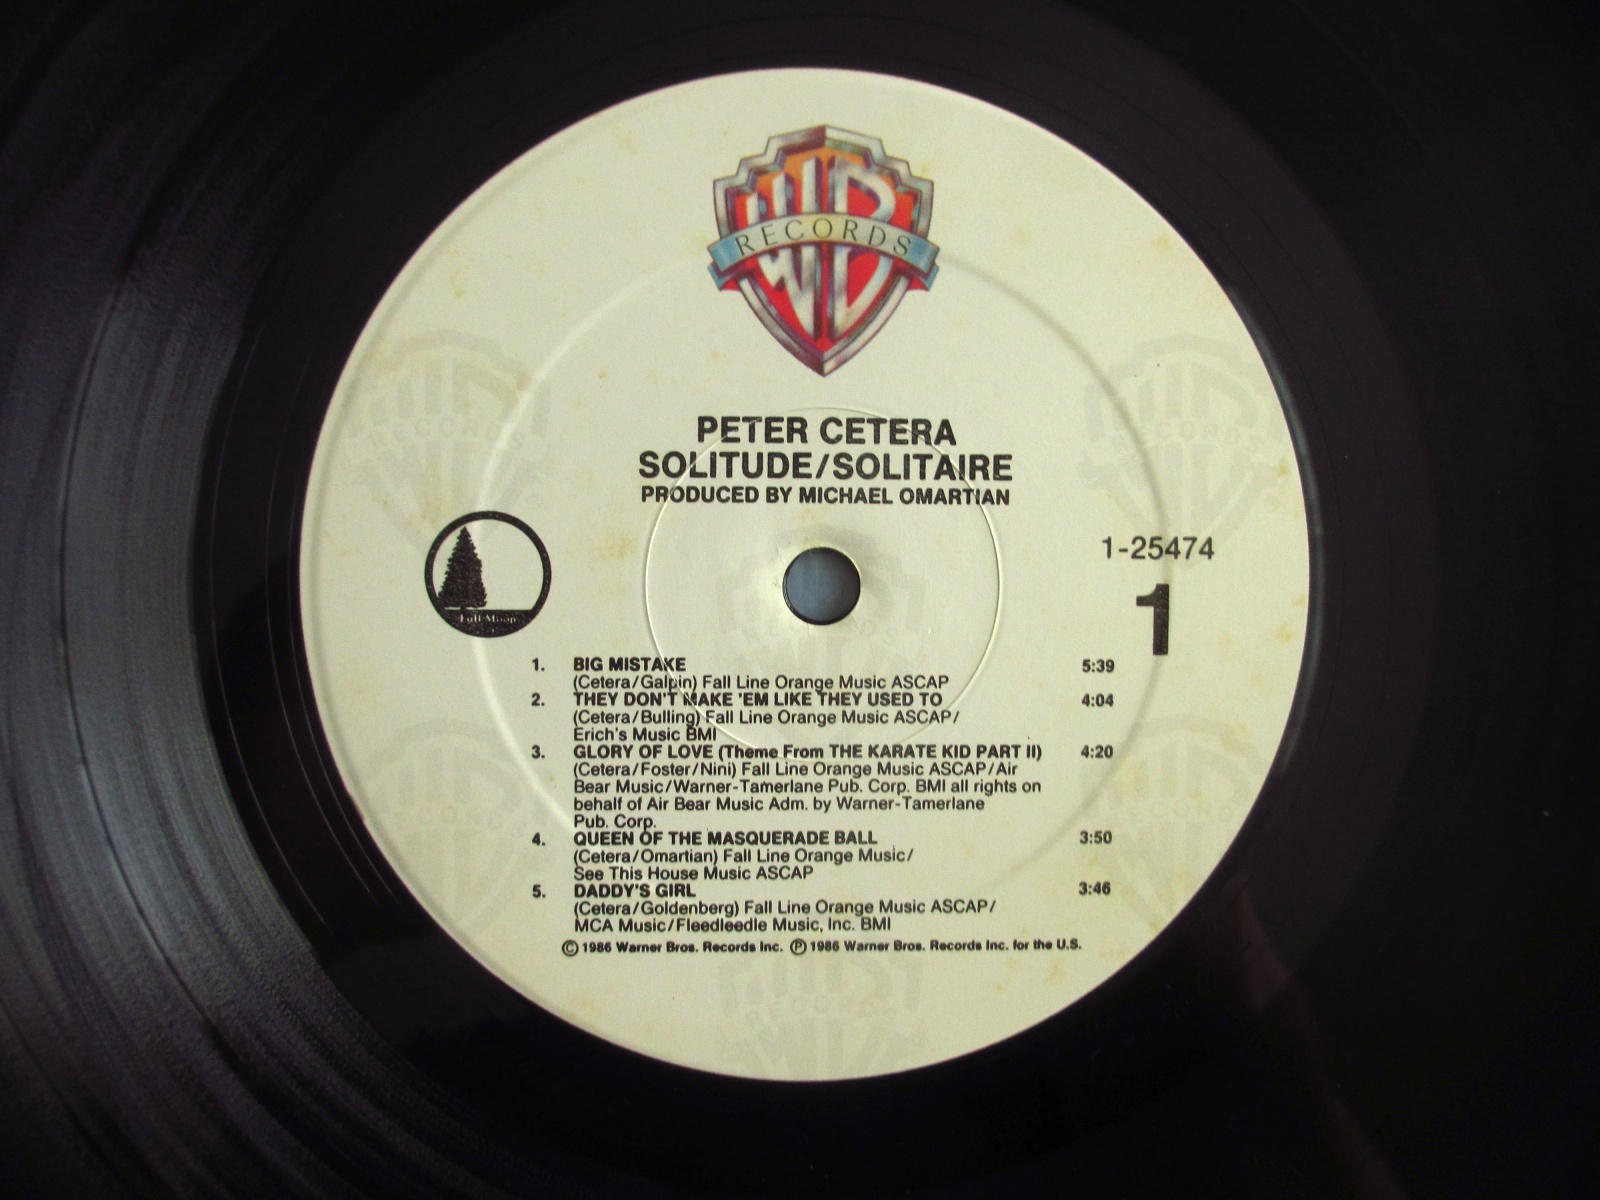 WB
RECORDS
PETER CETERA
SOLITUDE/SOLITAIRE
PRODUCED BY MICHAEL OMARTIAN
1-25474
1
Full Moon
1. BIG MISTAKE 5:39
(Cetera/Galpin) Fall Line Orange Music ASCAP
2. THEY DON'T MAKE 'EM LIKE THEY USED TO 4:04
(Cetera/Bulling) Fall Line Orange Music ASCAP/
Erich's Music BMI
3. GLORY OF LOVE (Theme From THE KARATE KID PART II) 4:20
(Cetera/Foster/Nini) Fall Line Orange Music ASCAP/Air
Bear Music/Warner-Tamerlane Pub. Corp. BMI all rights on
behalf of Air Bear Music Adm. by Warner-Tamerlane
Pub. Corp.
4. QUEEN OF THE MASQUERADE BALL 3:50
(Cetera/Omartian) Fall Line Orange Music/
See This House Music ASCAP
5. DADDY'S GIRL 3:46
(Cetera/Goldenberg) Fall Line Orange Music ASCAP/
MCA Music/Fleedleedle Music, Inc. BMI
© 1986 Warner Bros. Records Inc. ℗ 1986 Warner Bros. Records Inc. for the U.S.